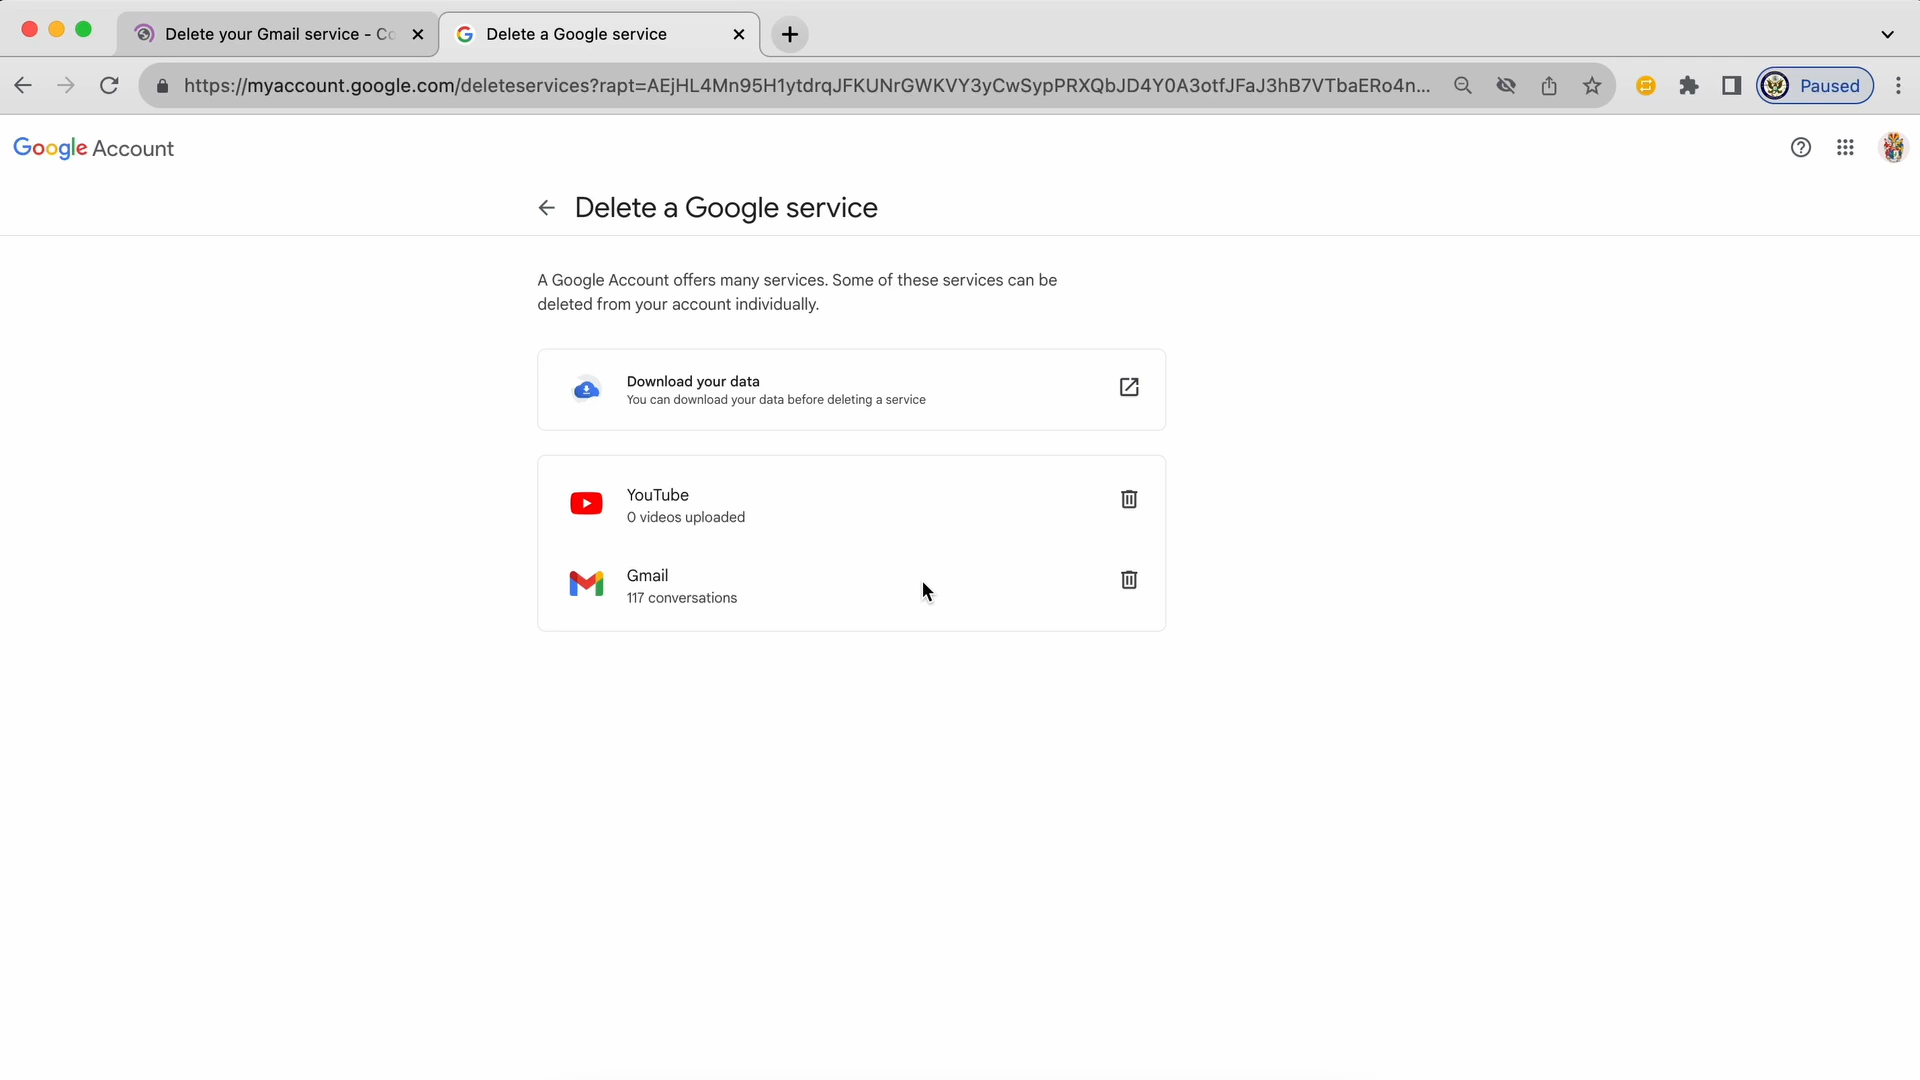 Delete your Gmail service - Co
Delete a Google service
https://myaccount.google.com/deleteservices?rapt=AEjHL4Mn95H1ytdrqJFKUNrGWKVY3yCwSypPRXQbJD4Y0A3otfJFaJ3hB7VTbaERo4n...
Paused
Google Account
Delete a Google service
A Google Account offers many services. Some of these services can be
deleted from your account individually.
Download your data
You can download your data before deleting a service
YouTube
0 videos uploaded
Gmail
117 conversations